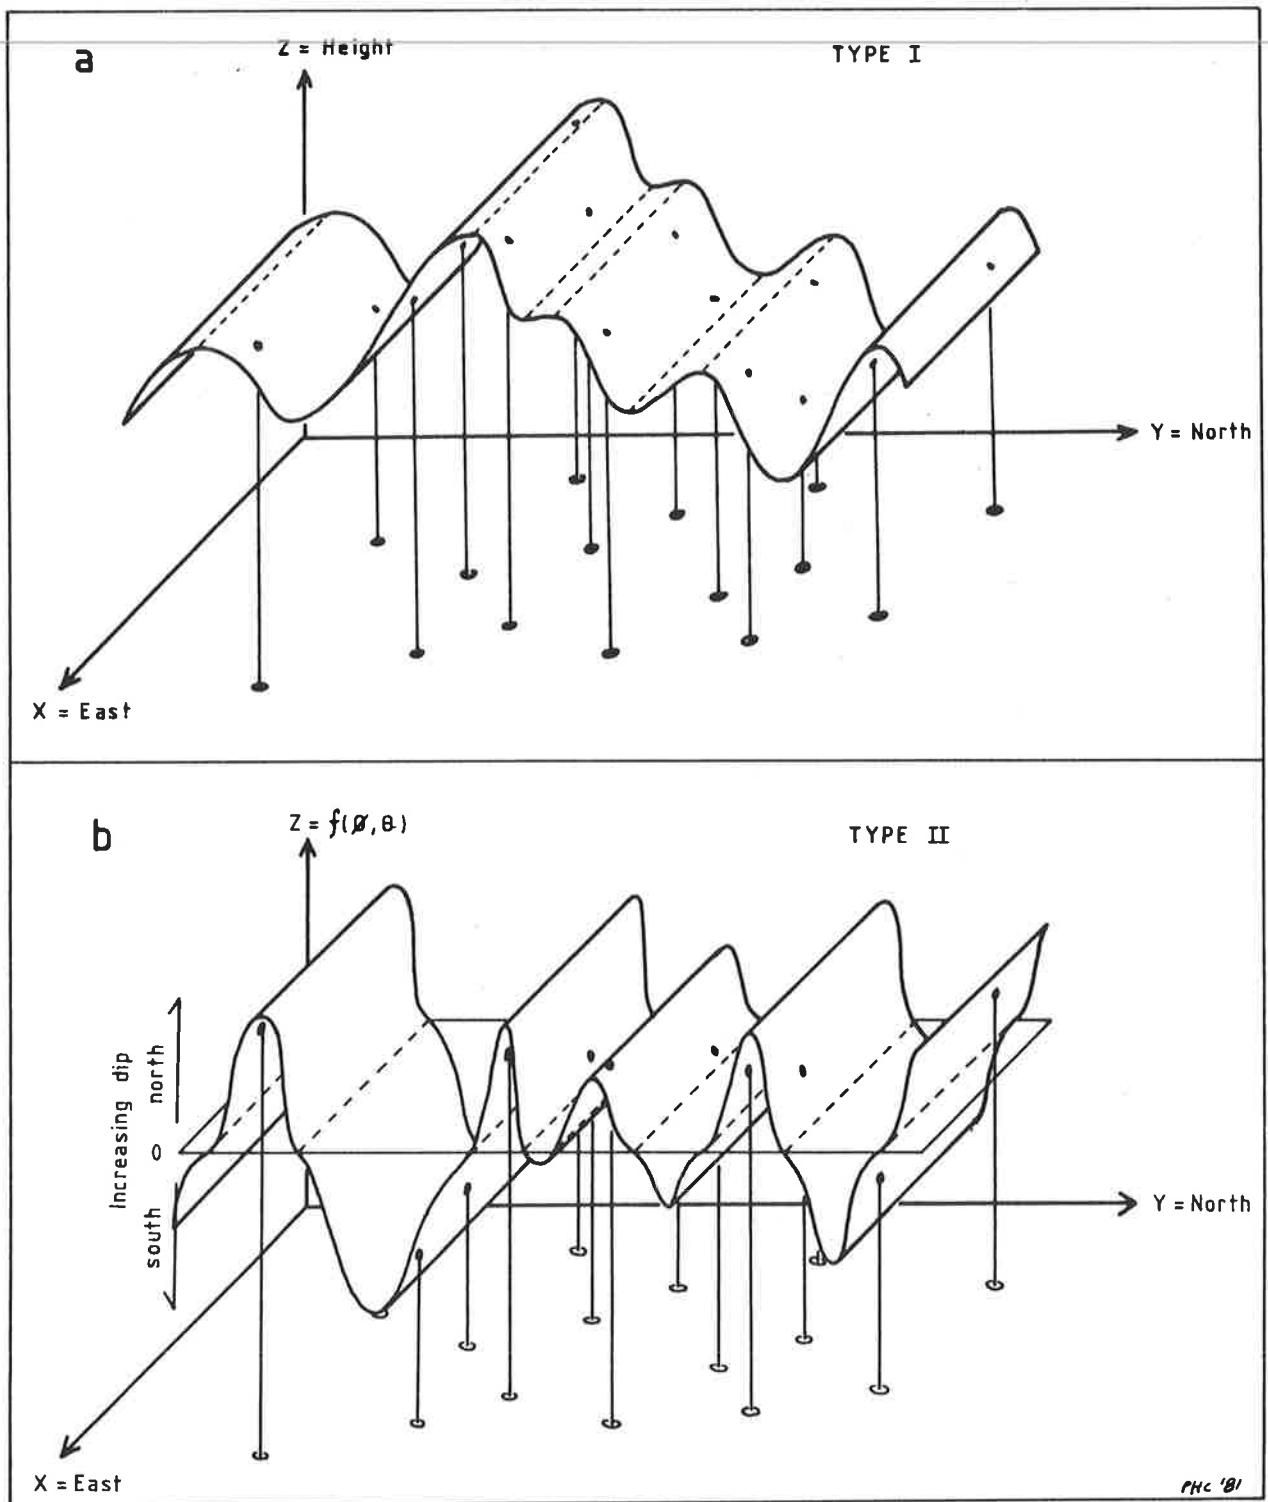 a
Z = Height
TYPE I
Y = North
X = East
b
Z = f(Ø, θ)
TYPE II
Increasing dip
north
0
south
Y = North
X = East
PHC '81